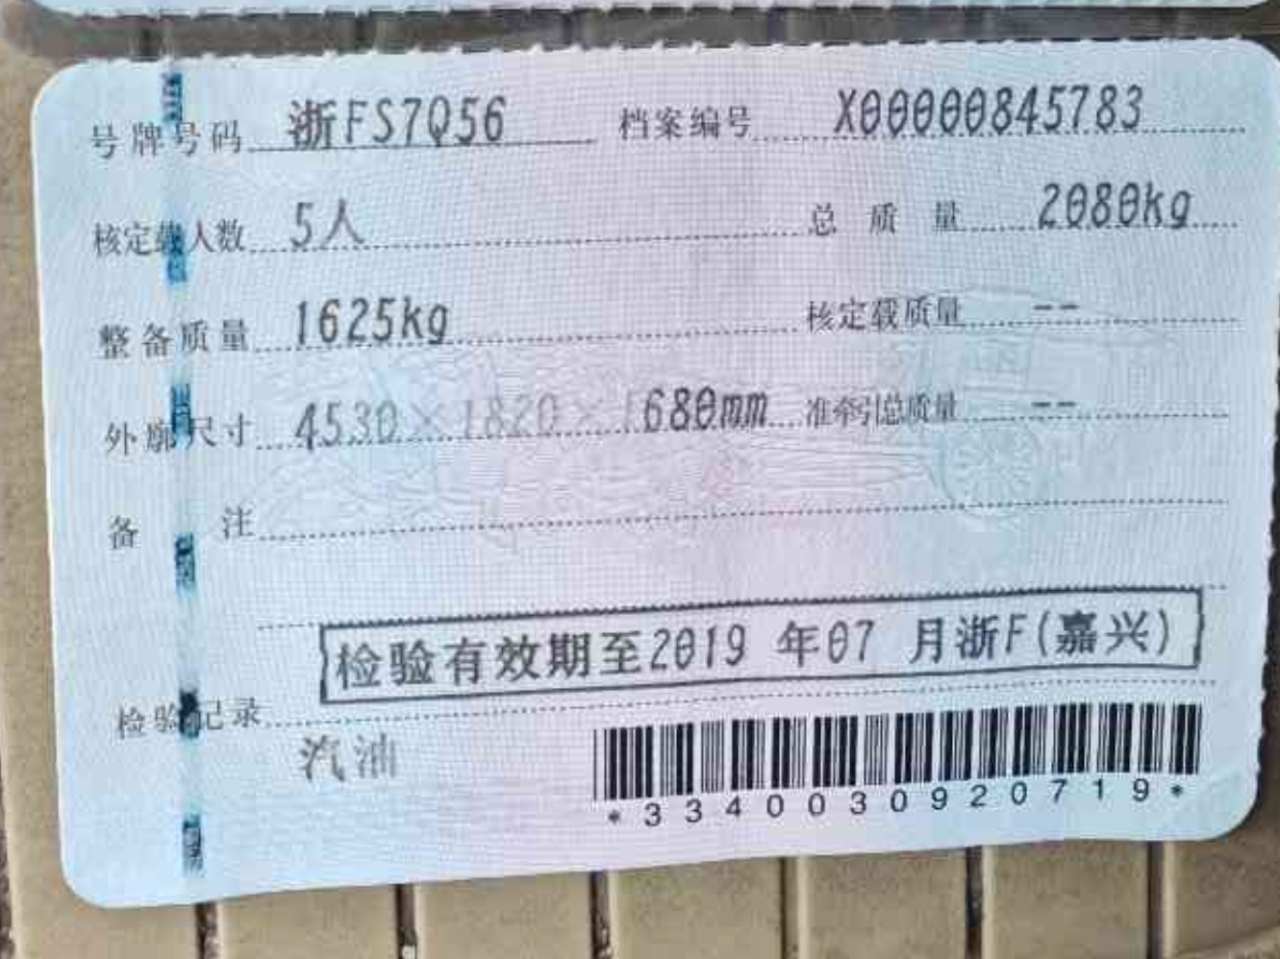 号牌号码 浙FS7Q56 档案编号 X00000845783
核定载人数 5人 总质量 2080kg
整备质量 1625kg 核定载质量 --
外廓尺寸 4530×1820×1680mm 准牵引总质量 --
备注
检验有效期至2019 年07 月浙F(嘉兴)
检验记录
汽油
*3340030920719*